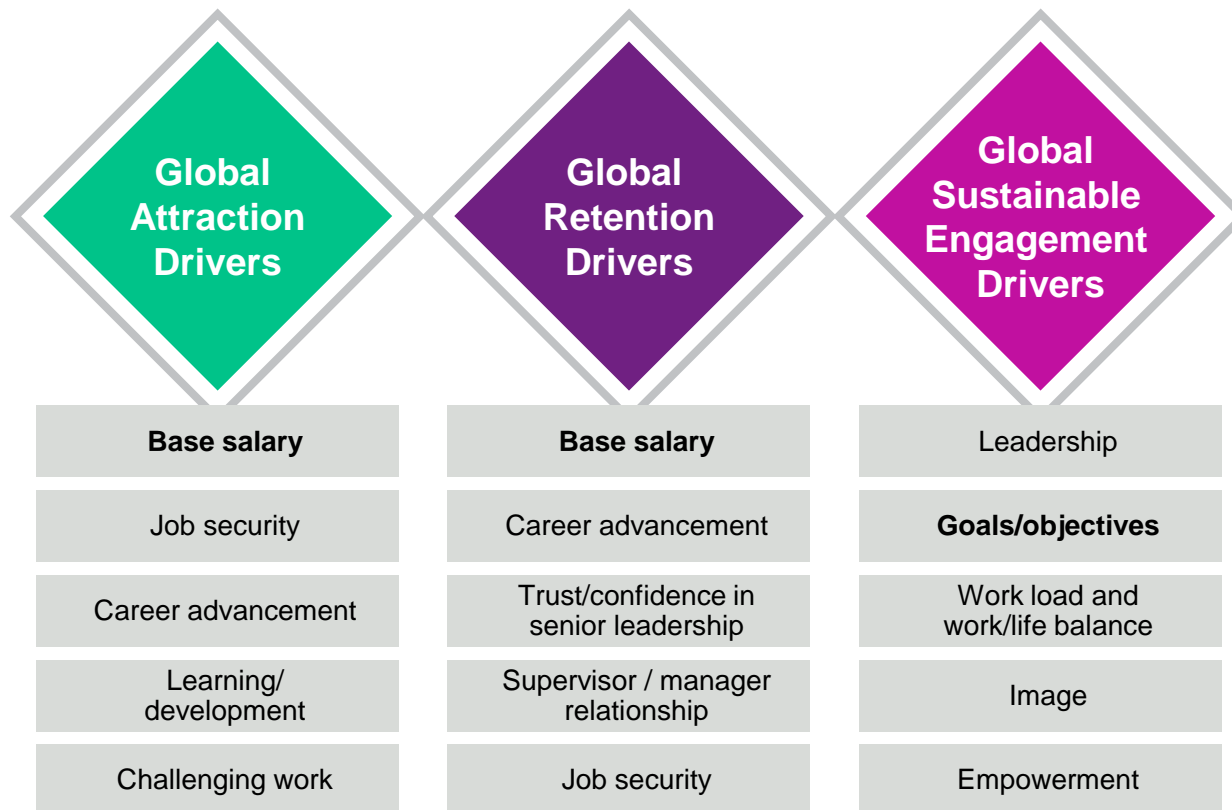 Global
Attraction
Drivers
Base salary
Job security
Career advancement
Learning/
development
Challenging work
Global
Retention
Drivers
Base salary
Career advancement
Trust/confidence in
senior leadership
Supervisor / manager
relationship
Job security
Global
Sustainable
Engagement
Drivers
Leadership
Goals/objectives
Work load and
work/life balance
Image
Empowerment